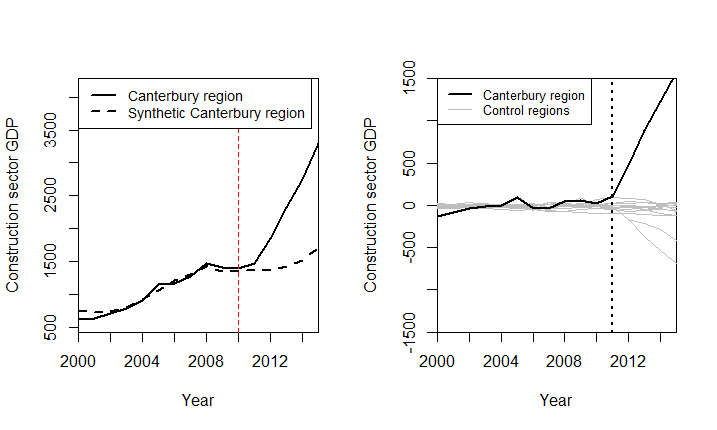 Canterbury region
Synthetic Canterbury region
Construction sector GDP
3500
2500
1500
500
2000
2004
2008
2012
Year
Canterbury region
Control regions
Construction sector GDP
1500
500
0
-500
-1500
2000
2004
2008
2012
Year